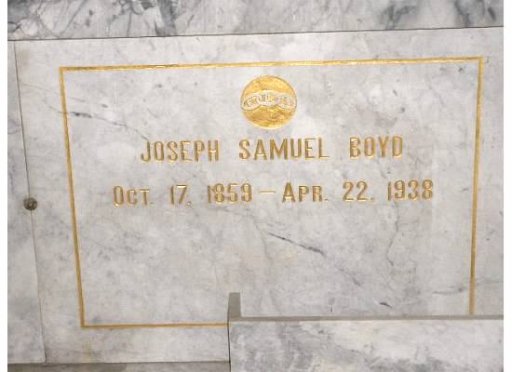 JOSEPH SAMUEL BOYD
OCT. 17, 1859 — APR. 22, 1938